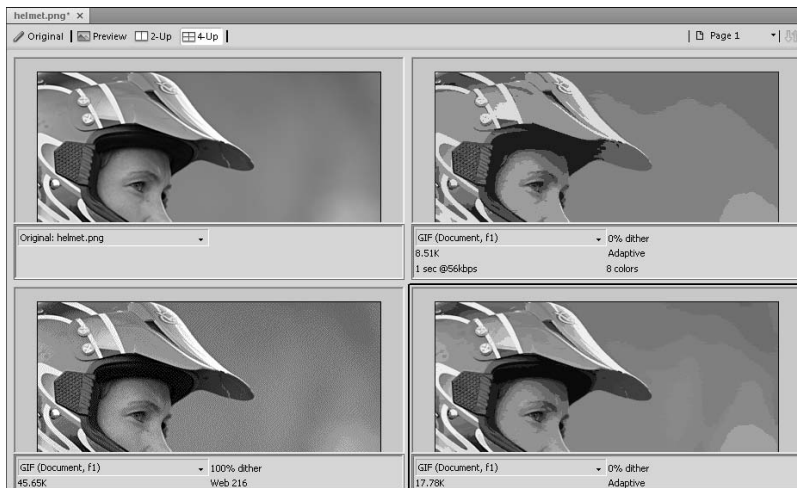 helmet.png*
Original Preview 2-Up 4-Up Page 1
Original: helmet.png
GIF (Document, f1) 0% dither
8.51K Adaptive
1 sec @56kbps 8 colors
GIF (Document, f1) 100% dither
45.65K Web 216
GIF (Document, f1) 0% dither
17.78K Adaptive